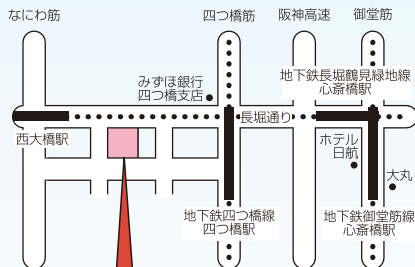 なにわ筋
四つ橋筋
阪神高速
御堂筋
みずほ銀行
四つ橋支店
地下鉄長堀鶴見緑地線
心斎橋駅
長堀通り
西大橋駅
ホテル
日航
大丸
地下鉄四つ橋線
四つ橋駅
地下鉄御堂筋線
心斎橋駅